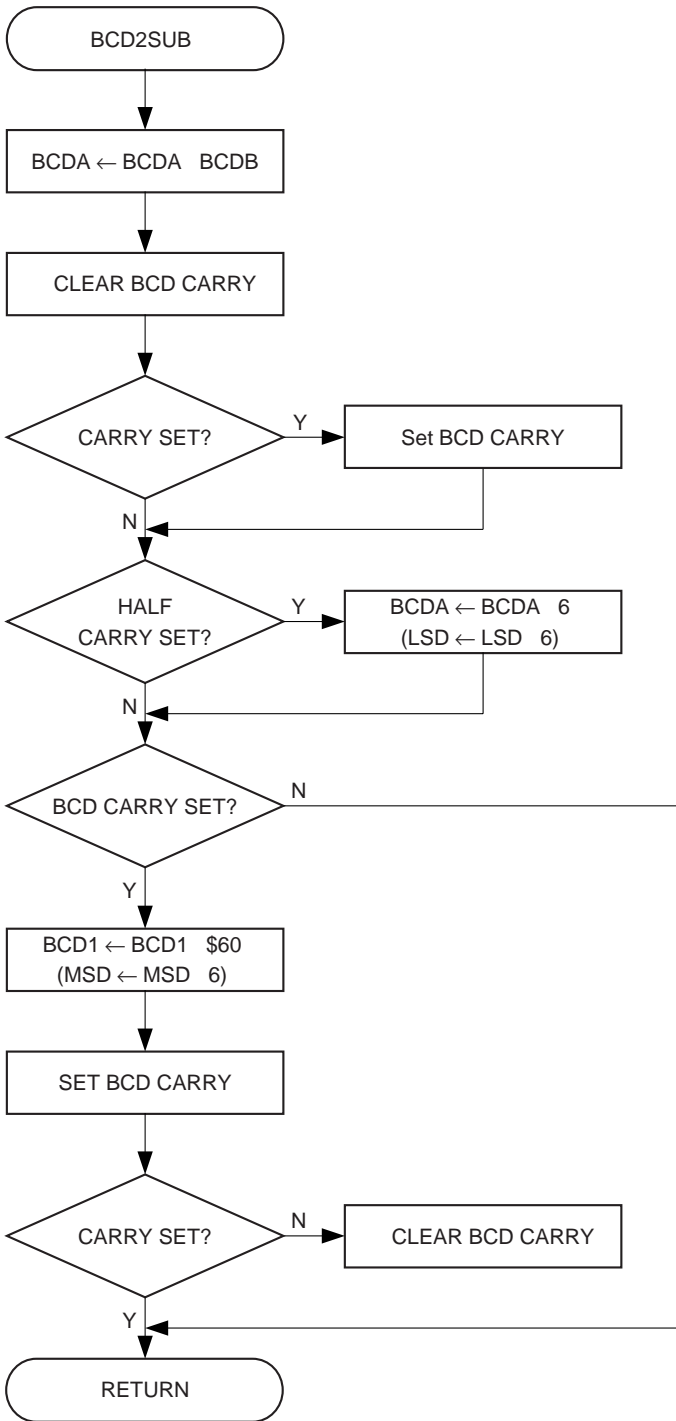 BCD2SUB
BCDA ← BCDA BCDB
CLEAR BCD CARRY
CARRY SET?
Y
Set BCD CARRY
N
HALF
CARRY SET?
Y
BCDA ← BCDA 6
(LSD ← LSD 6)
N
BCD CARRY SET?
N
Y
BCD1 ← BCD1 $60
(MSD ← MSD 6)
SET BCD CARRY
CARRY SET?
N
CLEAR BCD CARRY
Y
RETURN